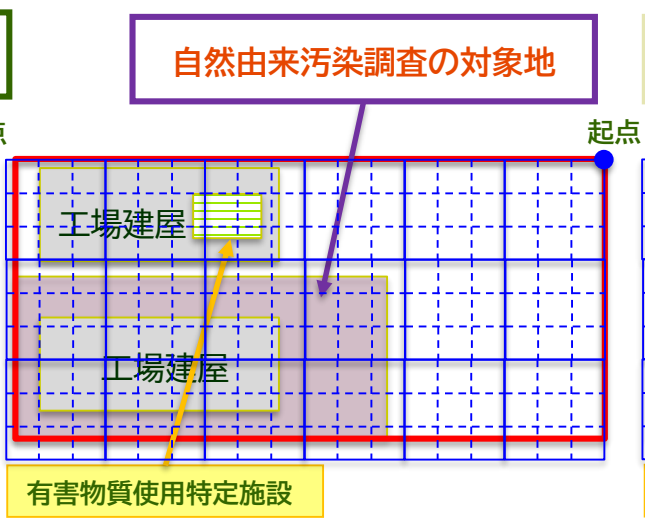 自然由来汚染調査の対象地
点
起点
工場建屋
工場建屋
有害物質使用特定施設